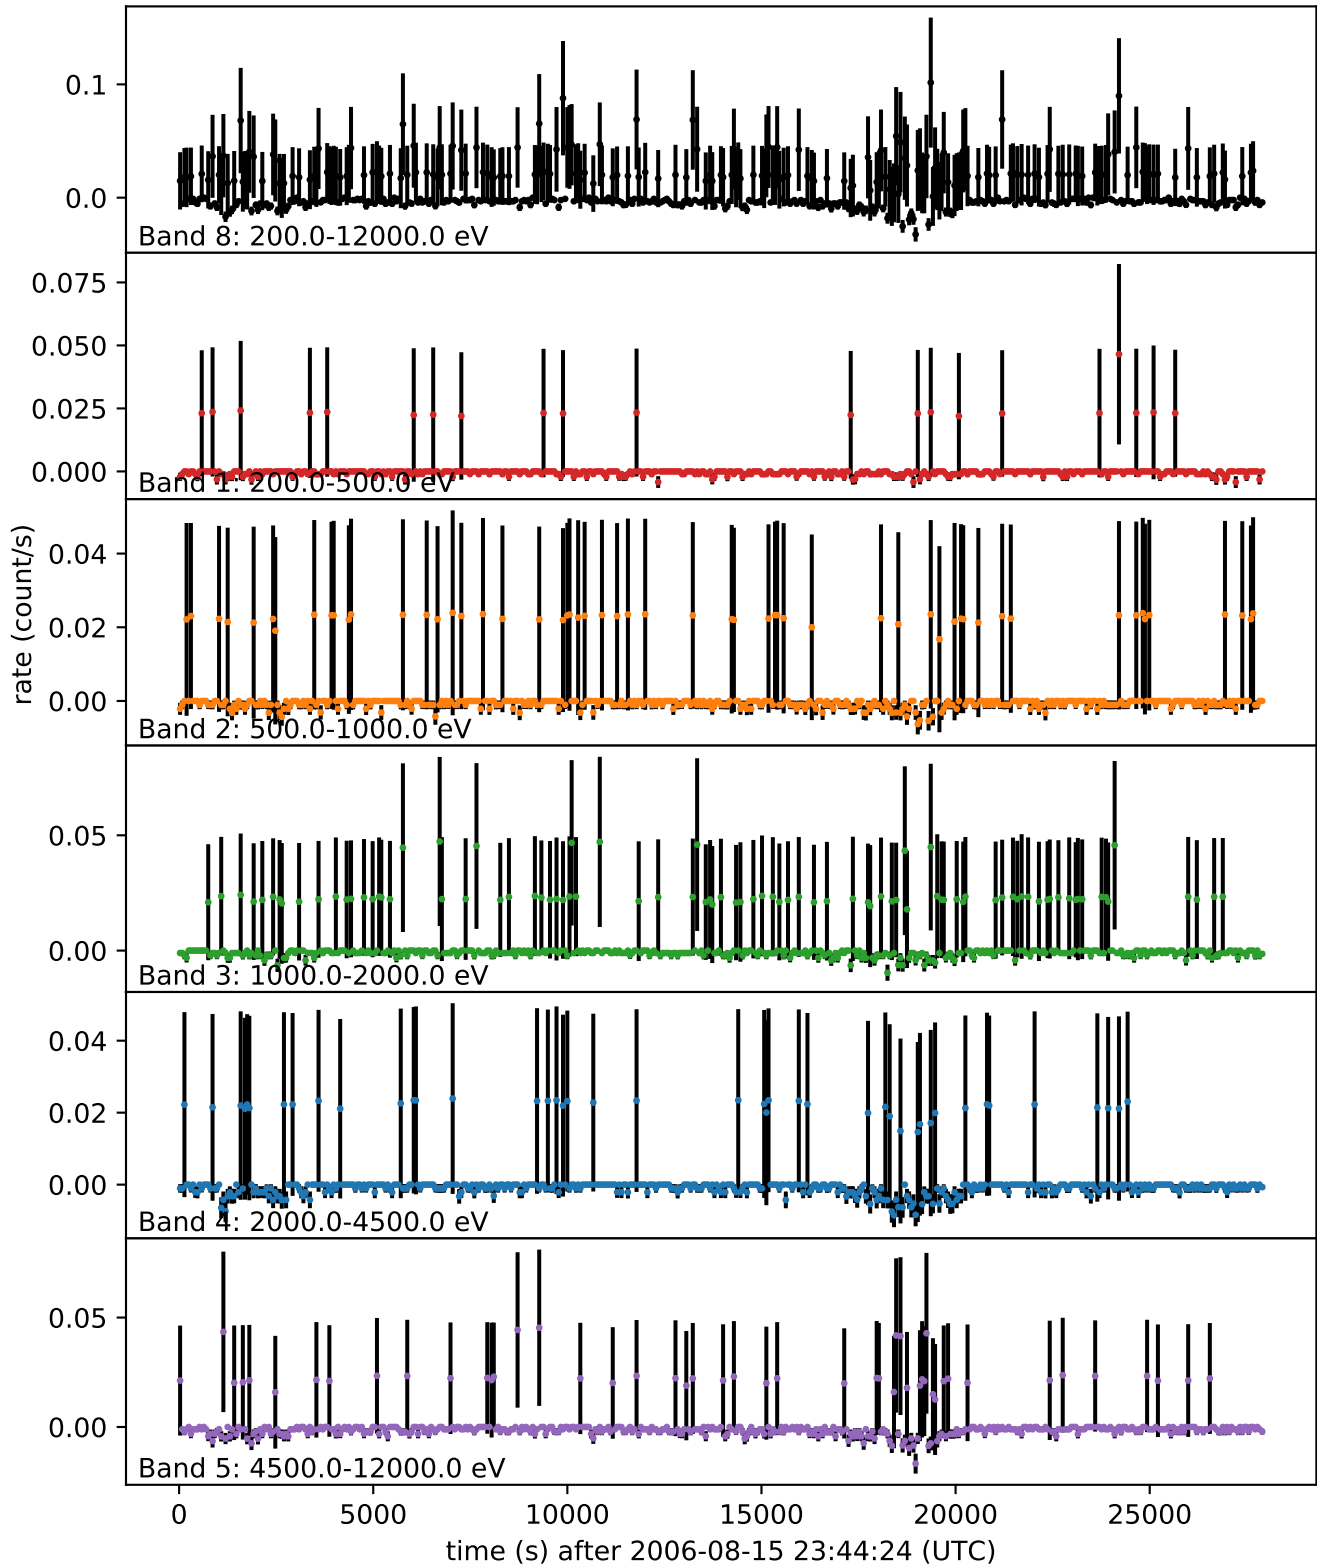 0.1
0.0
Band 8: 200.0-12000.0 eV
0.075
0.050
0.025
0.000
Band 1: 200.0-500.0 eV
rate (count/s)
0.04
0.02
0.00
Band 2: 500.0-1000.0 eV
0.05
0.00
Band 3: 1000.0-2000.0 eV
0.04
0.02
0.00
Band 4: 2000.0-4500.0 eV
0.05
0.00
Band 5: 4500.0-12000.0 eV
0 5000 10000 15000 20000 25000
time (s) after 2006-08-15 23:44:24 (UTC)